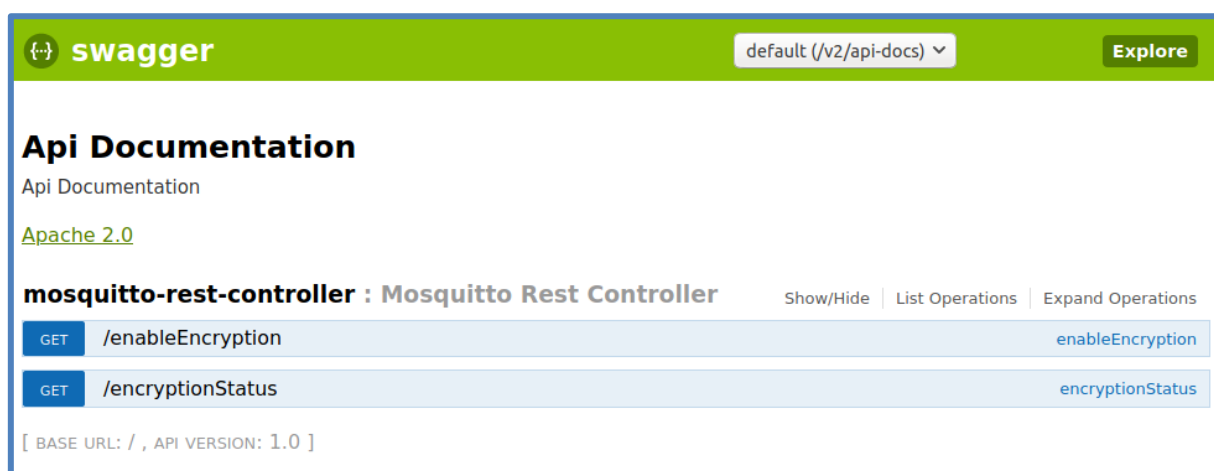 {···} swagger default (/v2/api-docs) Explore
Api Documentation
Api Documentation
Apache 2.0
mosquitto-rest-controller : Mosquitto Rest Controller Show/Hide List Operations Expand Operations
GET /enableEncryption enableEncryption
GET /encryptionStatus encryptionStatus
[ BASE URL: / , API VERSION: 1.0 ]